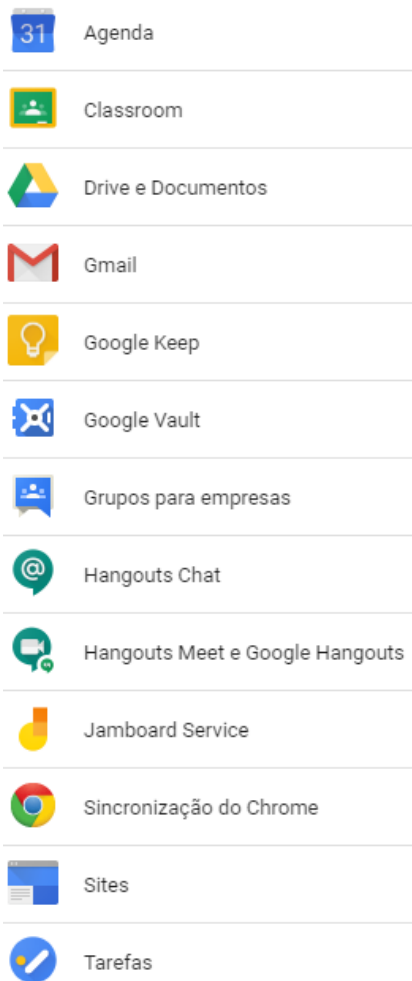 31
Agenda
Classroom
Drive e Documentos
Gmail
Google Keep
Google Vault
Grupos para empresas
@
Hangouts Chat
Hangouts Meet e Google Hangouts
Jamboard Service
Sincronização do Chrome
Sites
Tarefas